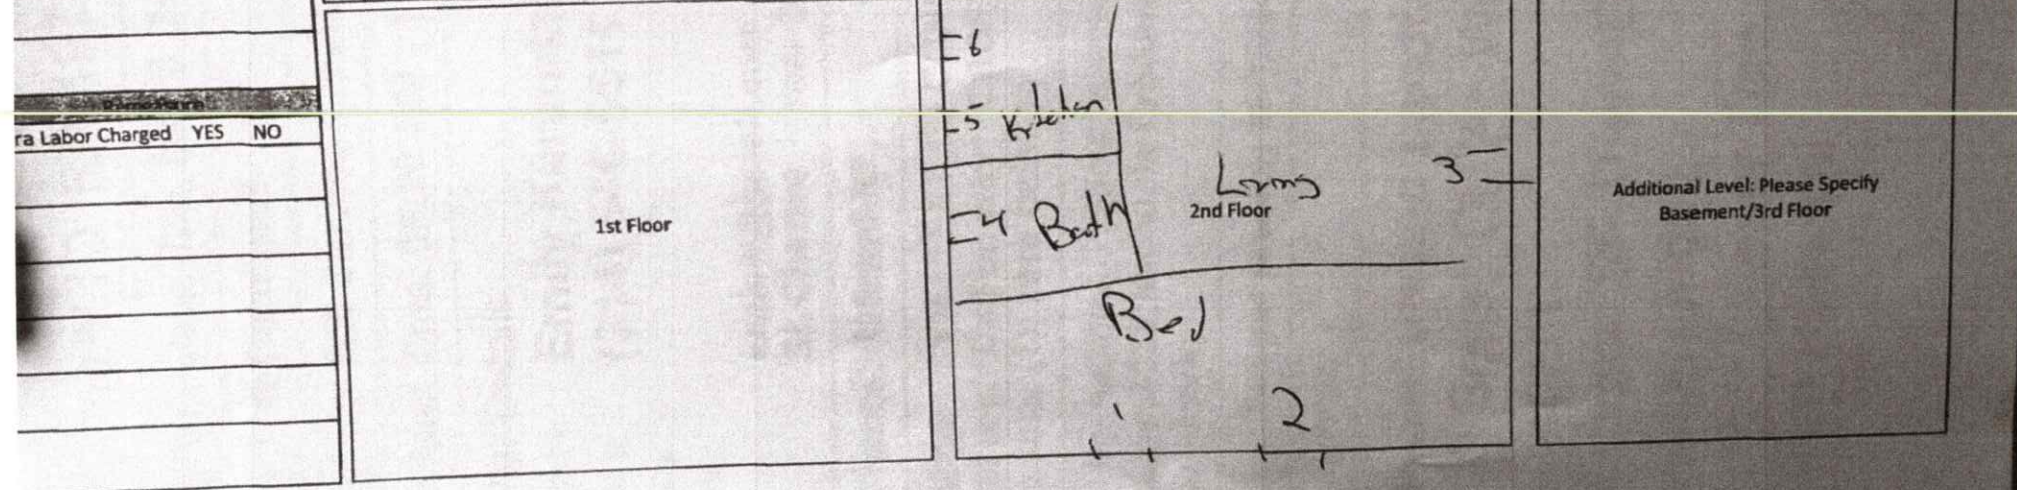 ra Labor Charged YES NO
1st Floor
6
5 Kitchen
4 Bath
Living
2nd Floor
3
Bed
1 2
Additional Level: Please Specify
Basement/3rd Floor